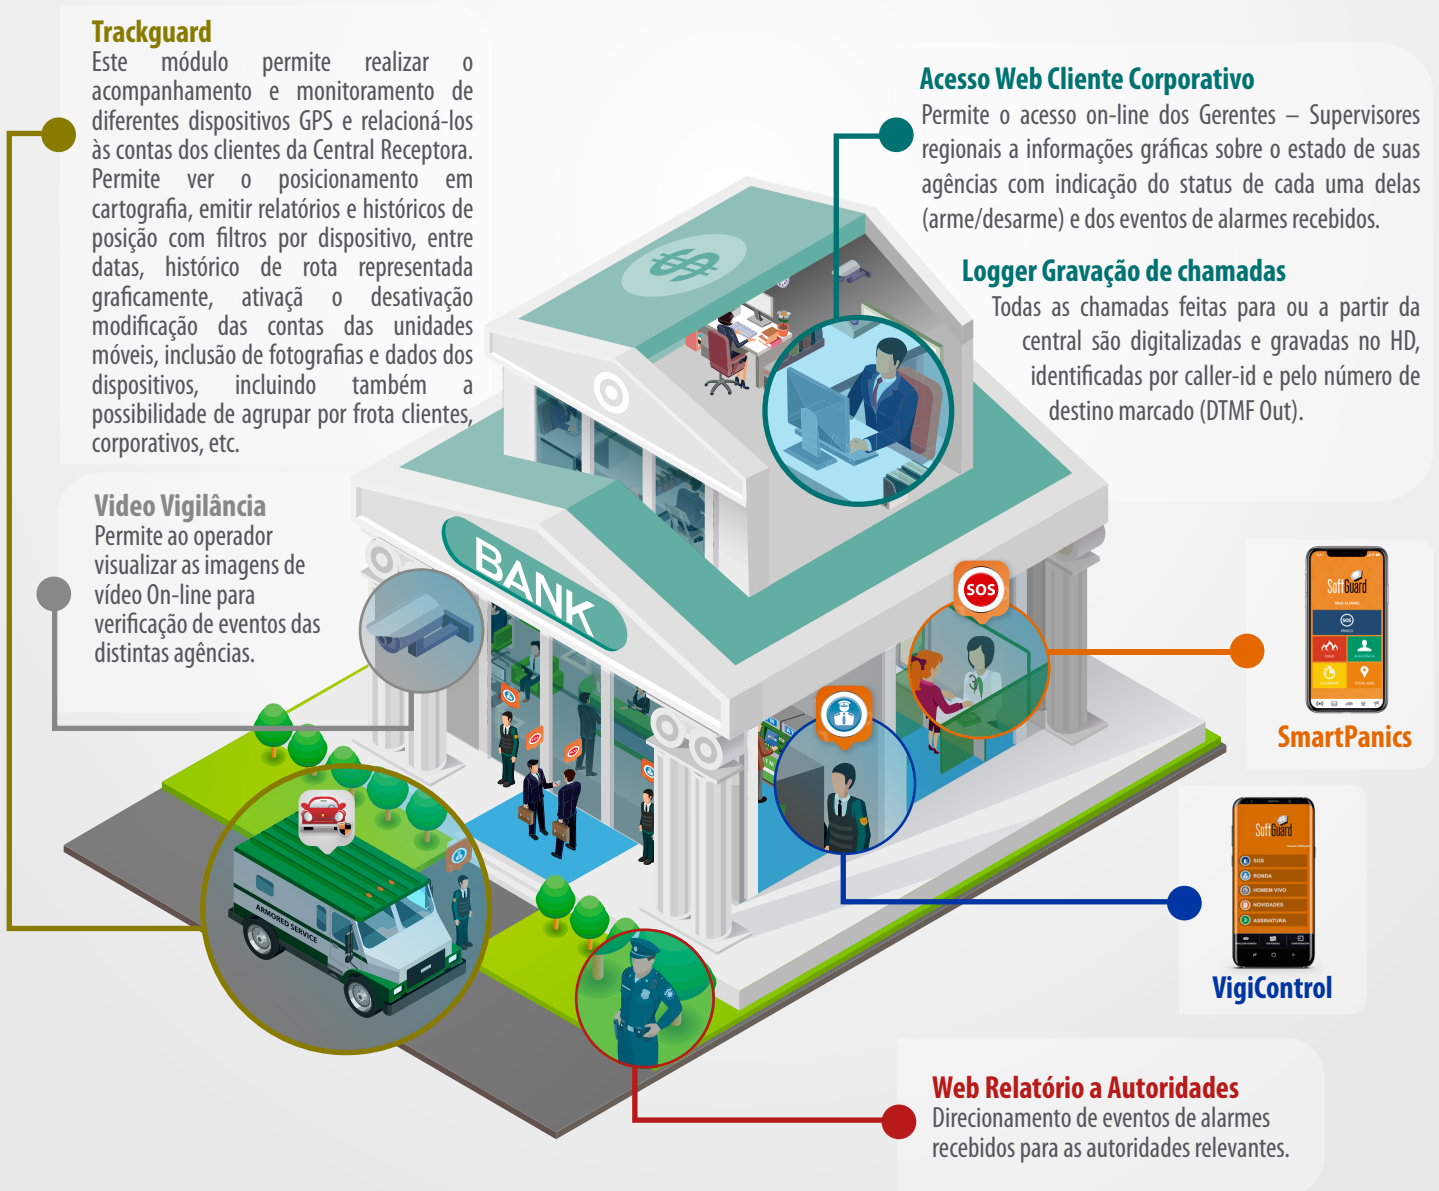 Trackguard
Este módulo permite realizar o
acompanhamento e monitoramento de
diferentes dispositivos GPS e relacioná-los
às contas dos clientes da Central Receptora.
Permite ver o posicionamento em
cartografia, emitir relatórios e históricos de
posição com filtros por dispositivo, entre
datas, histórico de rota representada
graficamente, ativaçã o desativação
modificação das contas das unidades
móveis, inclusão de fotografias e dados dos
dispositivos, incluindo também a
possibilidade de agrupar por frota clientes,
corporativos, etc.
Video Vigilância
Permite ao operador
visualizar as imagens de
vídeo On-line para
verificação de eventos das
distintas agências.
Acesso Web Cliente Corporativo
Permite o acesso on-line dos Gerentes – Supervisores
regionais a informações gráficas sobre o estado de suas
agências com indicação do status de cada uma delas
(arme/desarme) e dos eventos de alarmes recebidos.
Logger Gravação de chamadas
Todas as chamadas feitas para ou a partir da
central são digitalizadas e gravadas no HD,
identificadas por caller-id e pelo número de
destino marcado (DTMF Out).
BANK
SOS
ARMORED SERVICE
SoftGuard
SOS
SmartPanics
SoftGuard
SOS
RONDA
HOMEM VIVO
NOVIDADES
ASSINATURA
VigiControl
Web Relatório a Autoridades
Direcionamento de eventos de alarmes
recebidos para as autoridades relevantes.